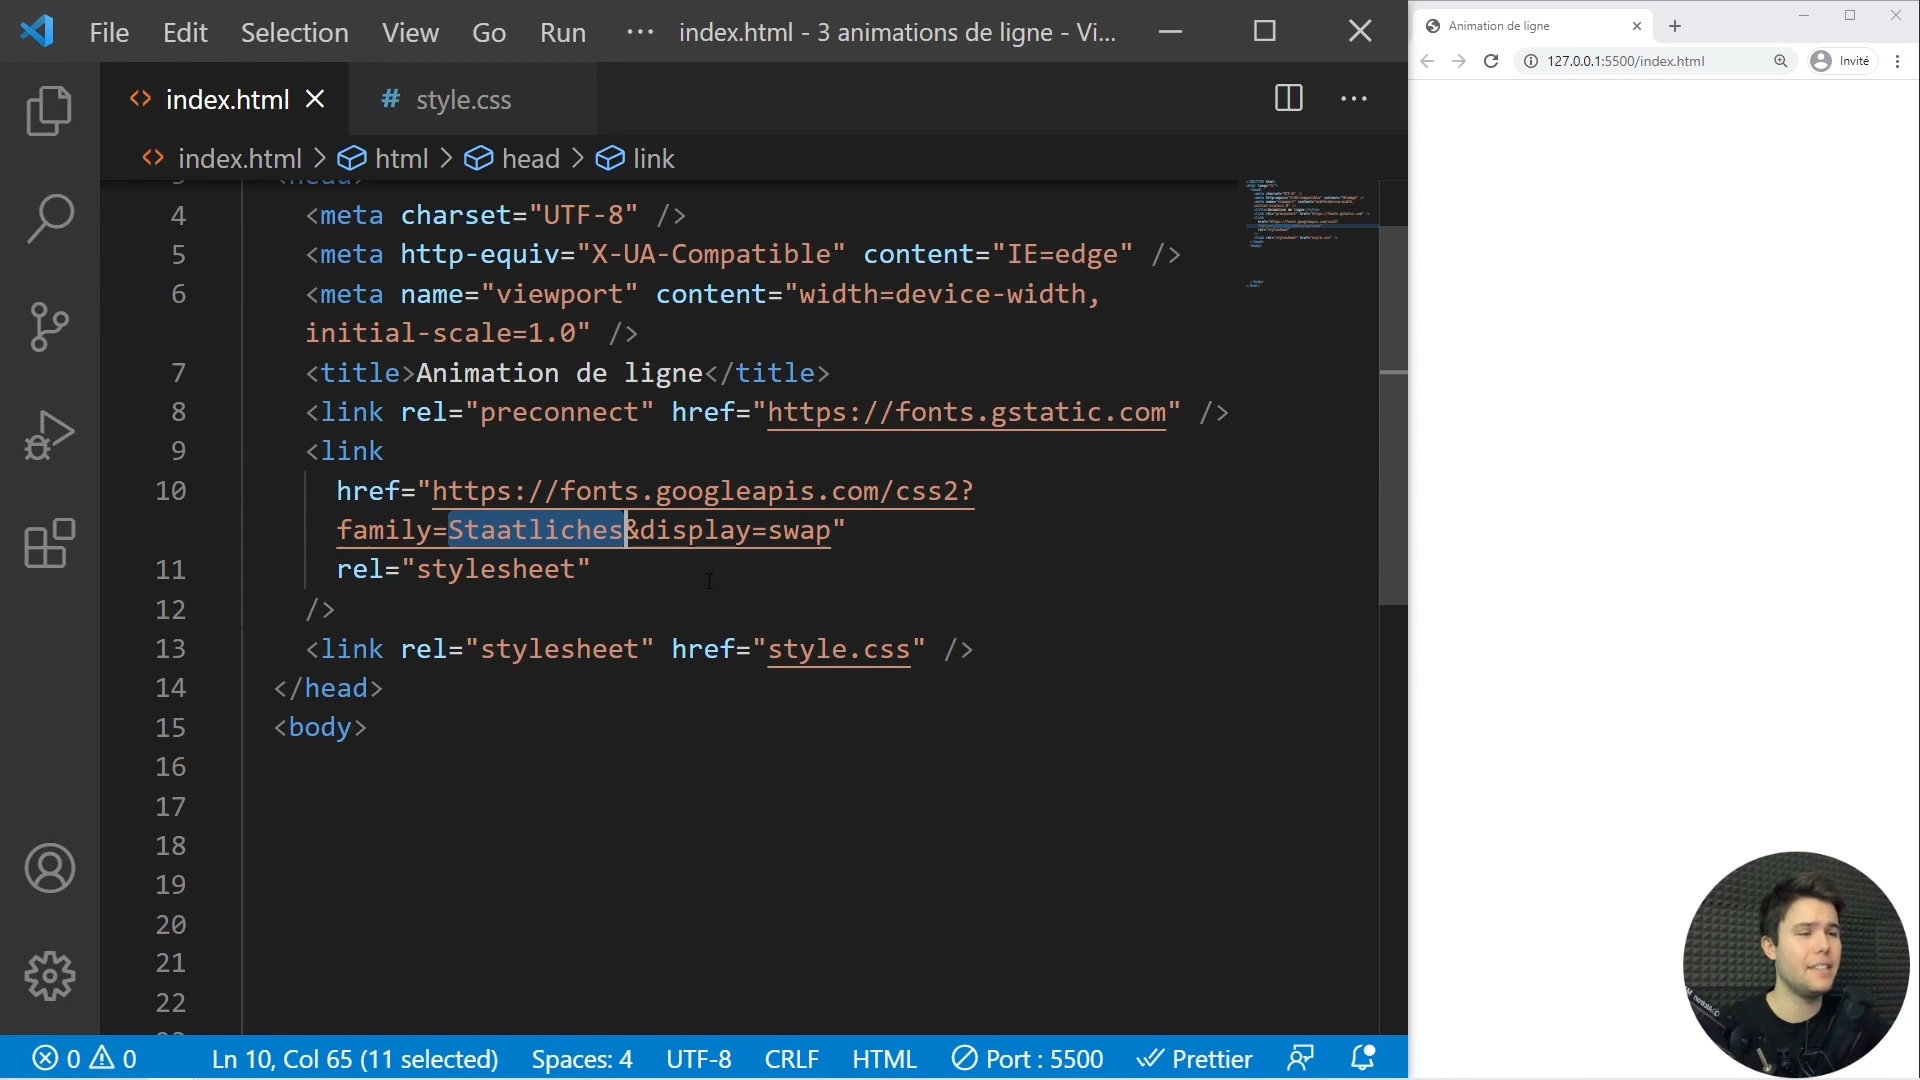 File Edit Selection View Go Run ··· index.html - 3 animations de ligne - Vi...
index.html # style.css
index.html > html > head > link
4 <meta charset="UTF-8" />
5 <meta http-equiv="X-UA-Compatible" content="IE=edge" />
6 <meta name="viewport" content="width=device-width,
initial-scale=1.0" />
7 <title>Animation de ligne</title>
8 <link rel="preconnect" href="https://fonts.gstatic.com" />
9 <link
10 href="https://fonts.googleapis.com/css2?
family=Staatliches&display=swap"
11 rel="stylesheet"
12 />
13 <link rel="stylesheet" href="style.css" />
14 </head>
15 <body>
16
17
18
19
20
21
22
0 0 Ln 10, Col 65 (11 selected) Spaces: 4 UTF-8 CRLF HTML Port : 5500 Prettier
Animation de ligne
127.0.0.1:5500/index.html Invité